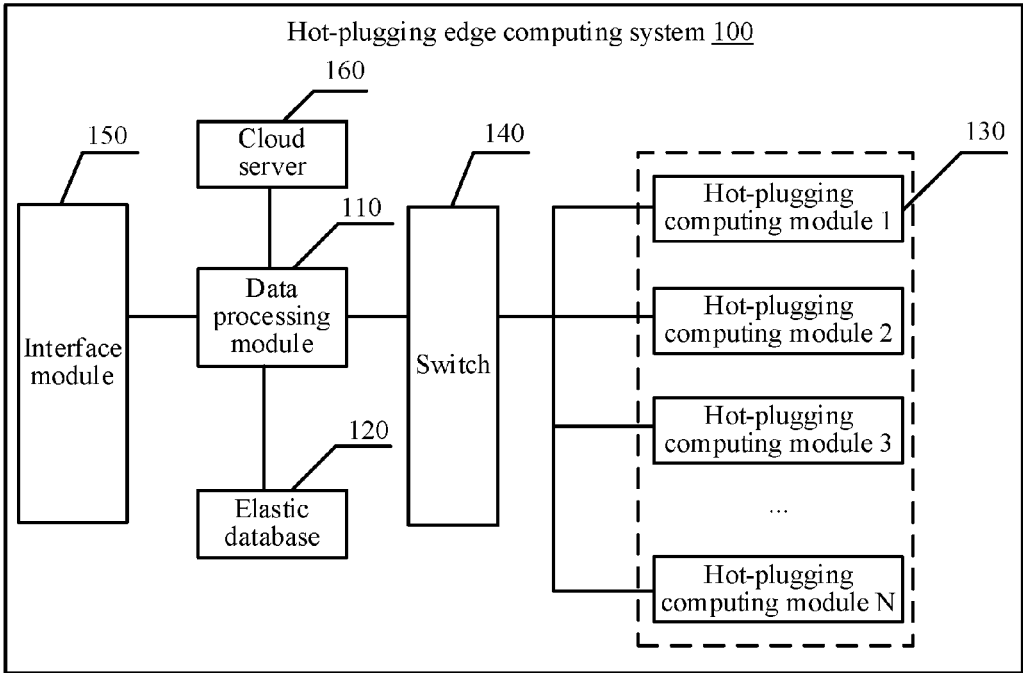 Hot-plugging edge computing system 100
160
150
Cloud
server
140
130
Hot-plugging
computing module 1
110
Data
processing
module
Interface
module
Switch
Hot-plugging
computing module 2
120
Elastic
database
Hot-plugging
computing module 3
...
Hot-plugging
computing module N